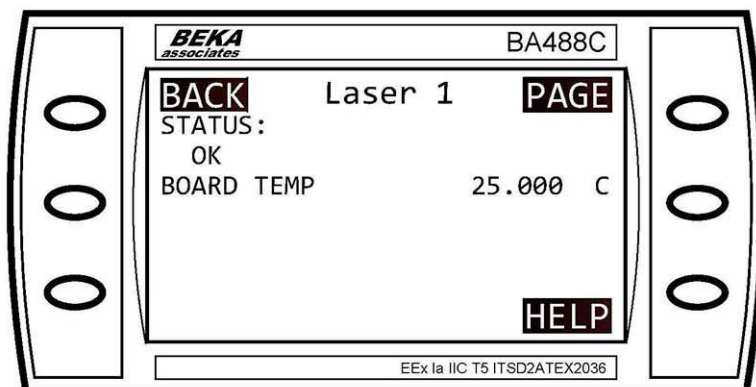 BEKA associates BA488C
BACK Laser 1 PAGE
STATUS:
OK
BOARD TEMP 25.000 C
HELP
EEx Ia IIC T5 ITSD2ATEX2036